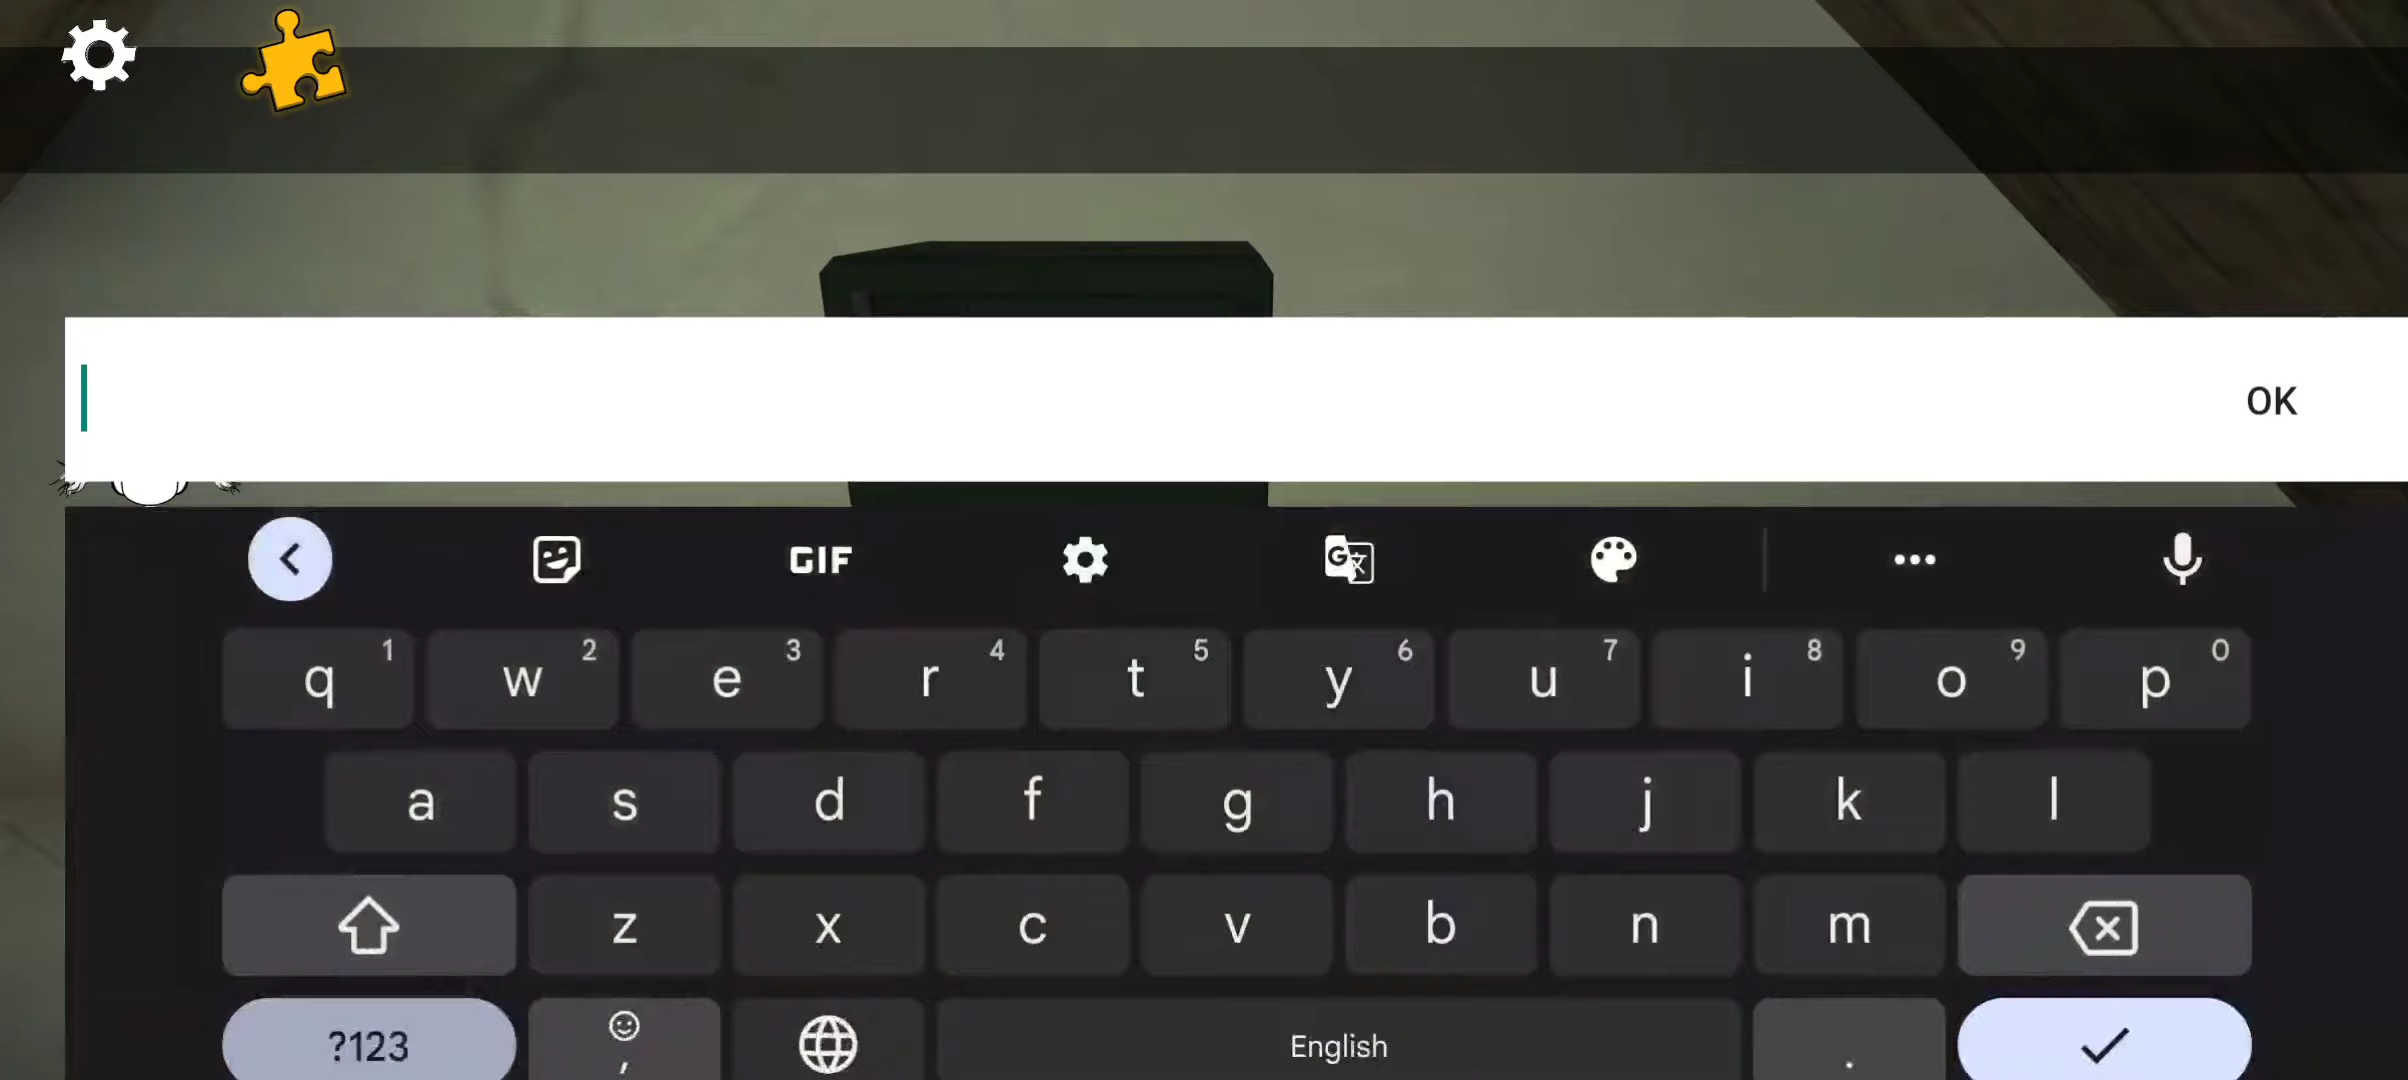 OK
GIF
q 1 w 2 e 3 r 4 t 5 y 6 u 7 i 8 o 9 p 0
a s d f g h j k l
z x c v b n m
?123 , English .